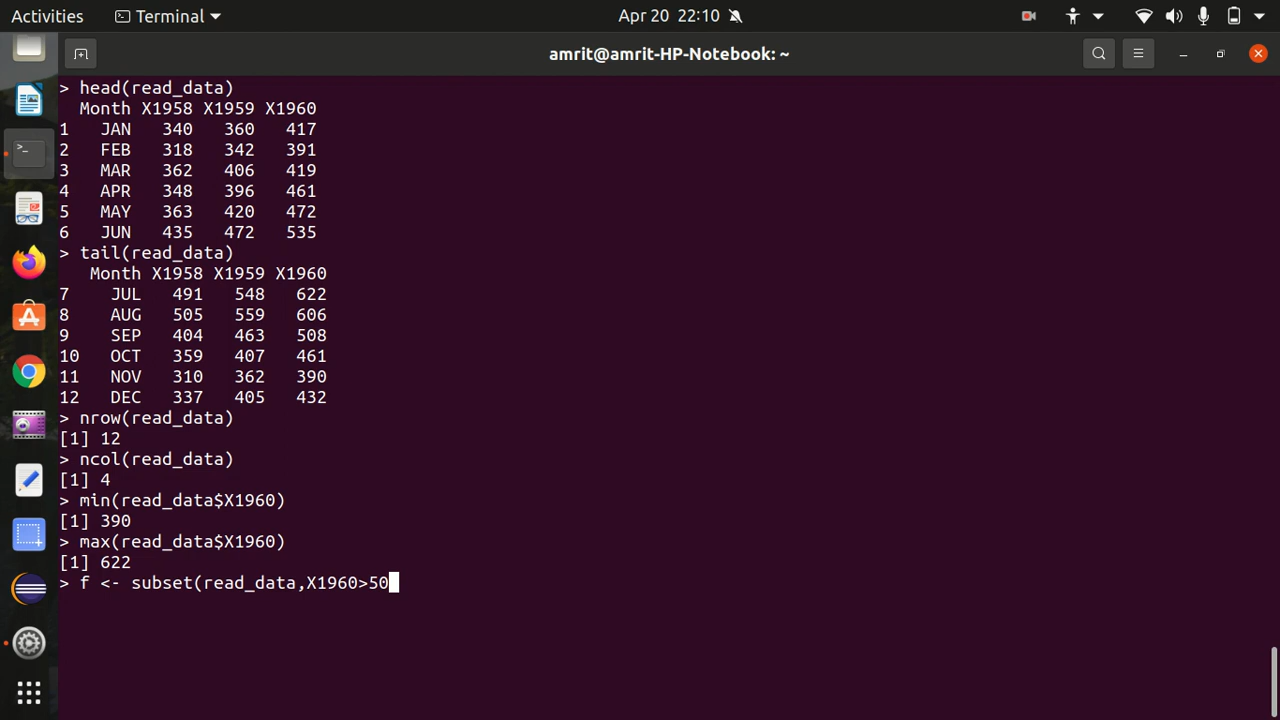 Activities Terminal Apr 20 22:10
amrit@amrit-HP-Notebook: ~
> head(read_data)
  Month X1958 X1959 X1960
1   JAN   340   360   417
2   FEB   318   342   391
3   MAR   362   406   419
4   APR   348   396   461
5   MAY   363   420   472
6   JUN   435   472   535
> tail(read_data)
   Month X1958 X1959 X1960
7    JUL   491   548   622
8    AUG   505   559   606
9    SEP   404   463   508
10   OCT   359   407   461
11   NOV   310   362   390
12   DEC   337   405   432
> nrow(read_data)
[1] 12
> ncol(read_data)
[1] 4
> min(read_data$X1960)
[1] 390
> max(read_data$X1960)
[1] 622
> f <- subset(read_data,X1960>50